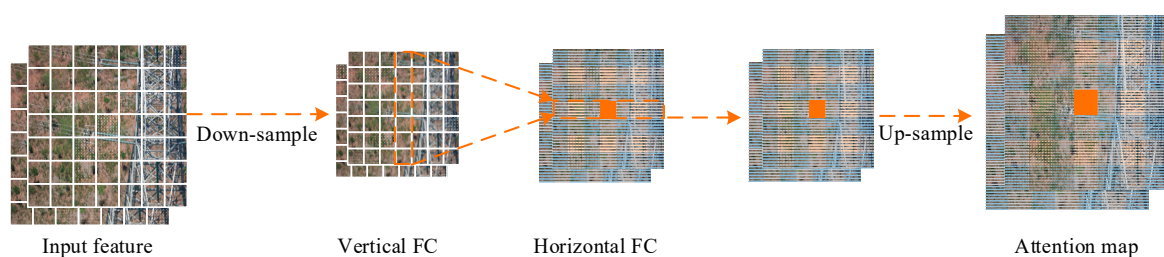 Down-sample
Up-sample
Input feature
Vertical FC
Horizontal FC
Attention map